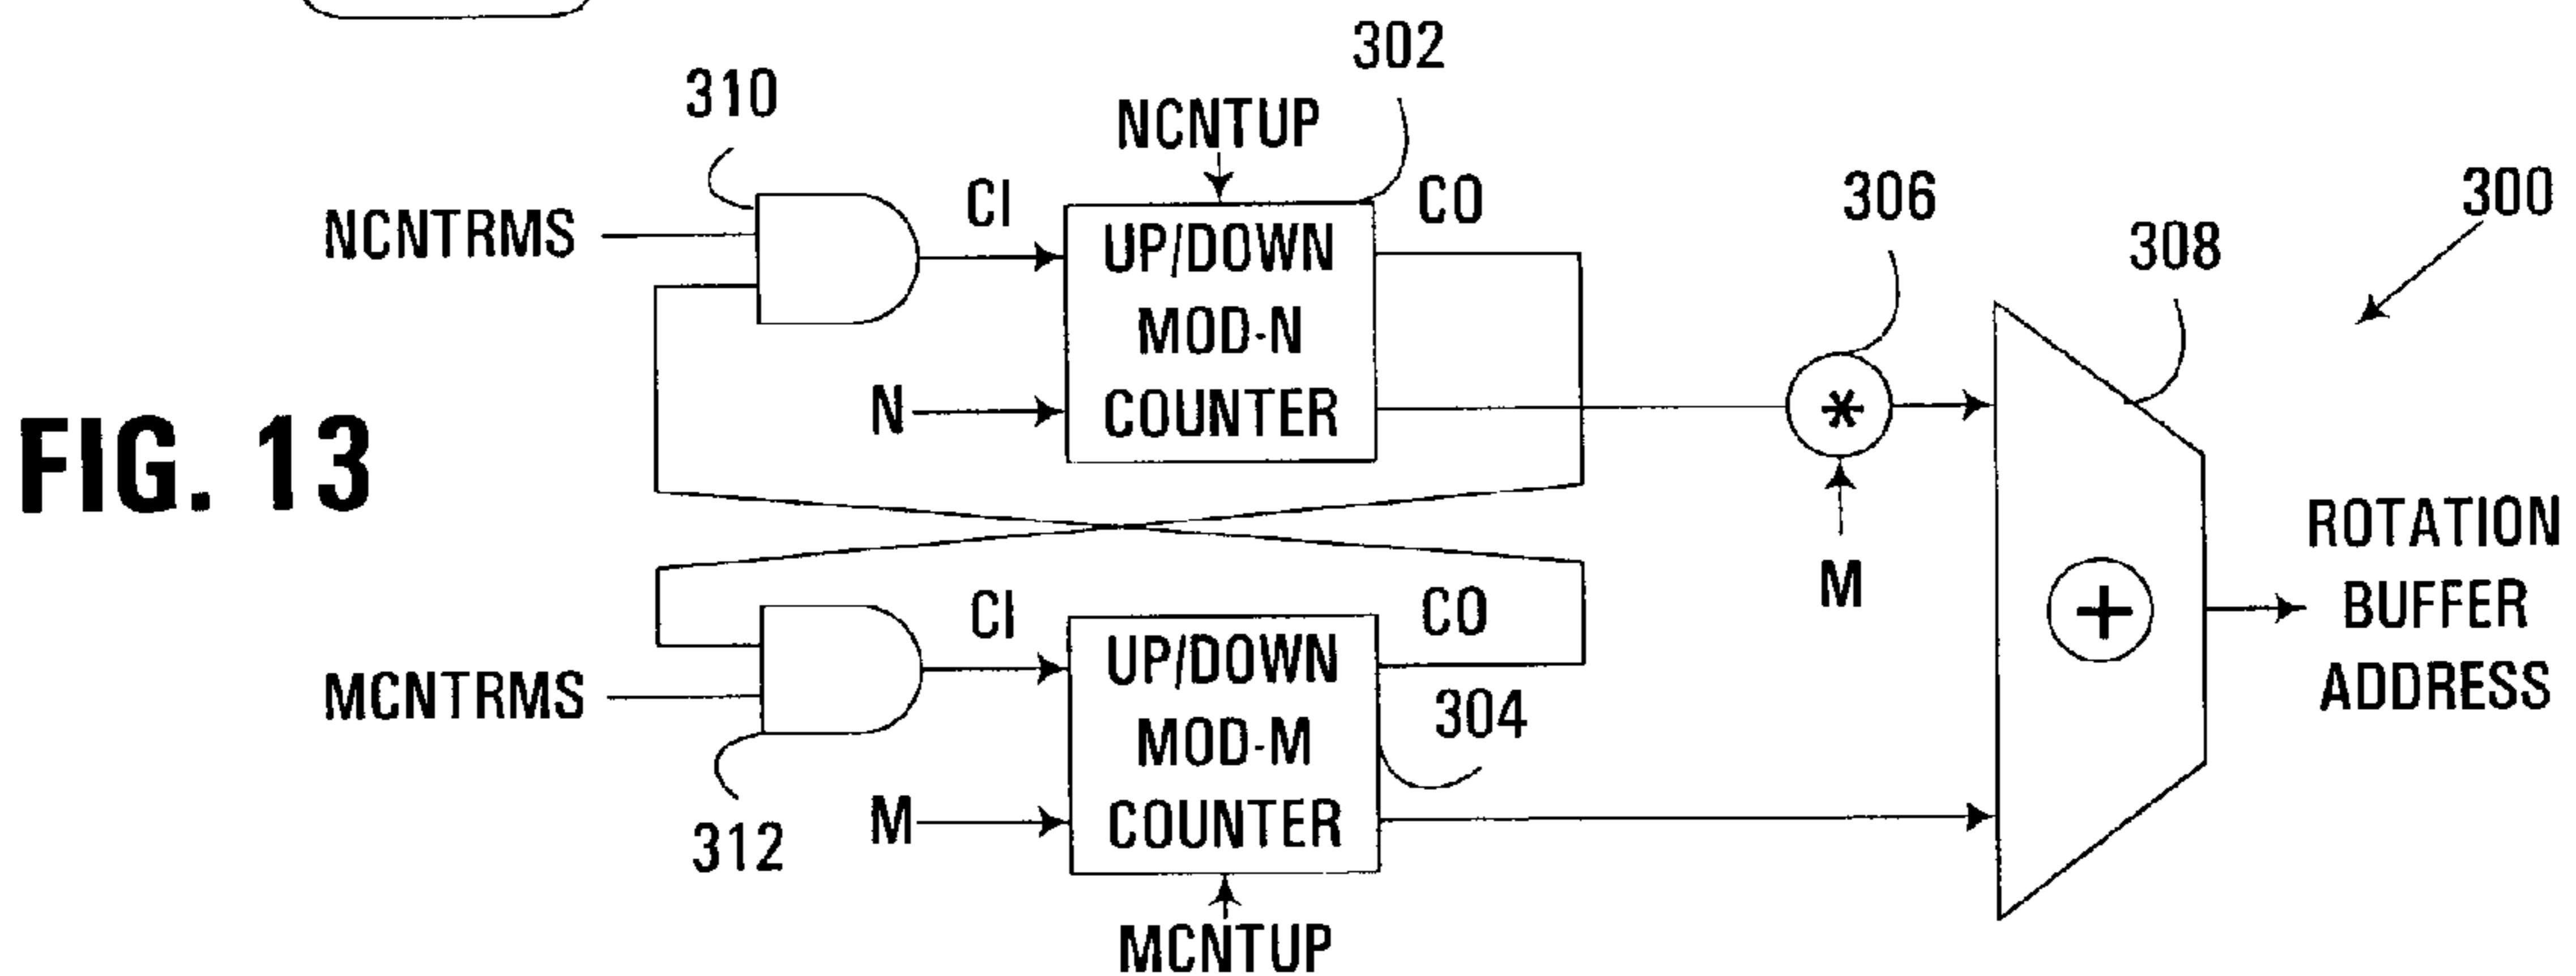 302
310
NCNTUP
306
300
CI
CO
308
NCNTRMS
UP/DOWN
MOD-N
COUNTER
N
*
FIG. 13
M
+
ROTATION
BUFFER
ADDRESS
CI
CO
UP/DOWN
MOD-M
COUNTER
304
MCNTRMS
M
312
MCNTUP